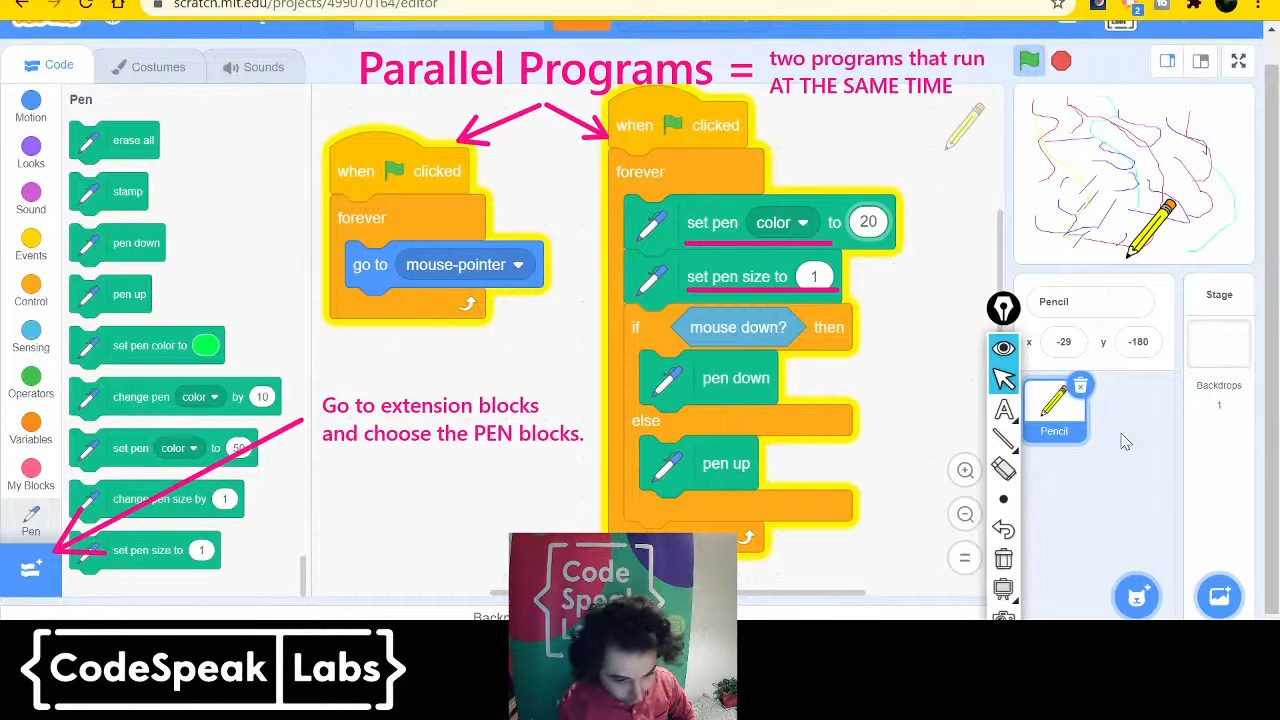 scratch.mit.edu/projects/499070164/editor
2
16
Code
Costumes
Sounds
Parallel Programs =
two programs that run
AT THE SAME TIME
Motion
Looks
Sound
Events
Control
Sensing
Operators
Variables
My Blocks
Pen
Pen
erase all
stamp
pen down
pen up
set pen color to
change pen color by 10
set pen color to 50
change pen size by 1
set pen size to 1
when clicked
forever
go to mouse-pointer
Go to extension blocks
and choose the PEN blocks.
when clicked
forever
set pen color to 20
set pen size to 1
if mouse down? then
pen down
else
pen up
Pencil
x -29 y -180
Pencil
Stage
Backdrops
1
A
CodeSpeak Labs
Code